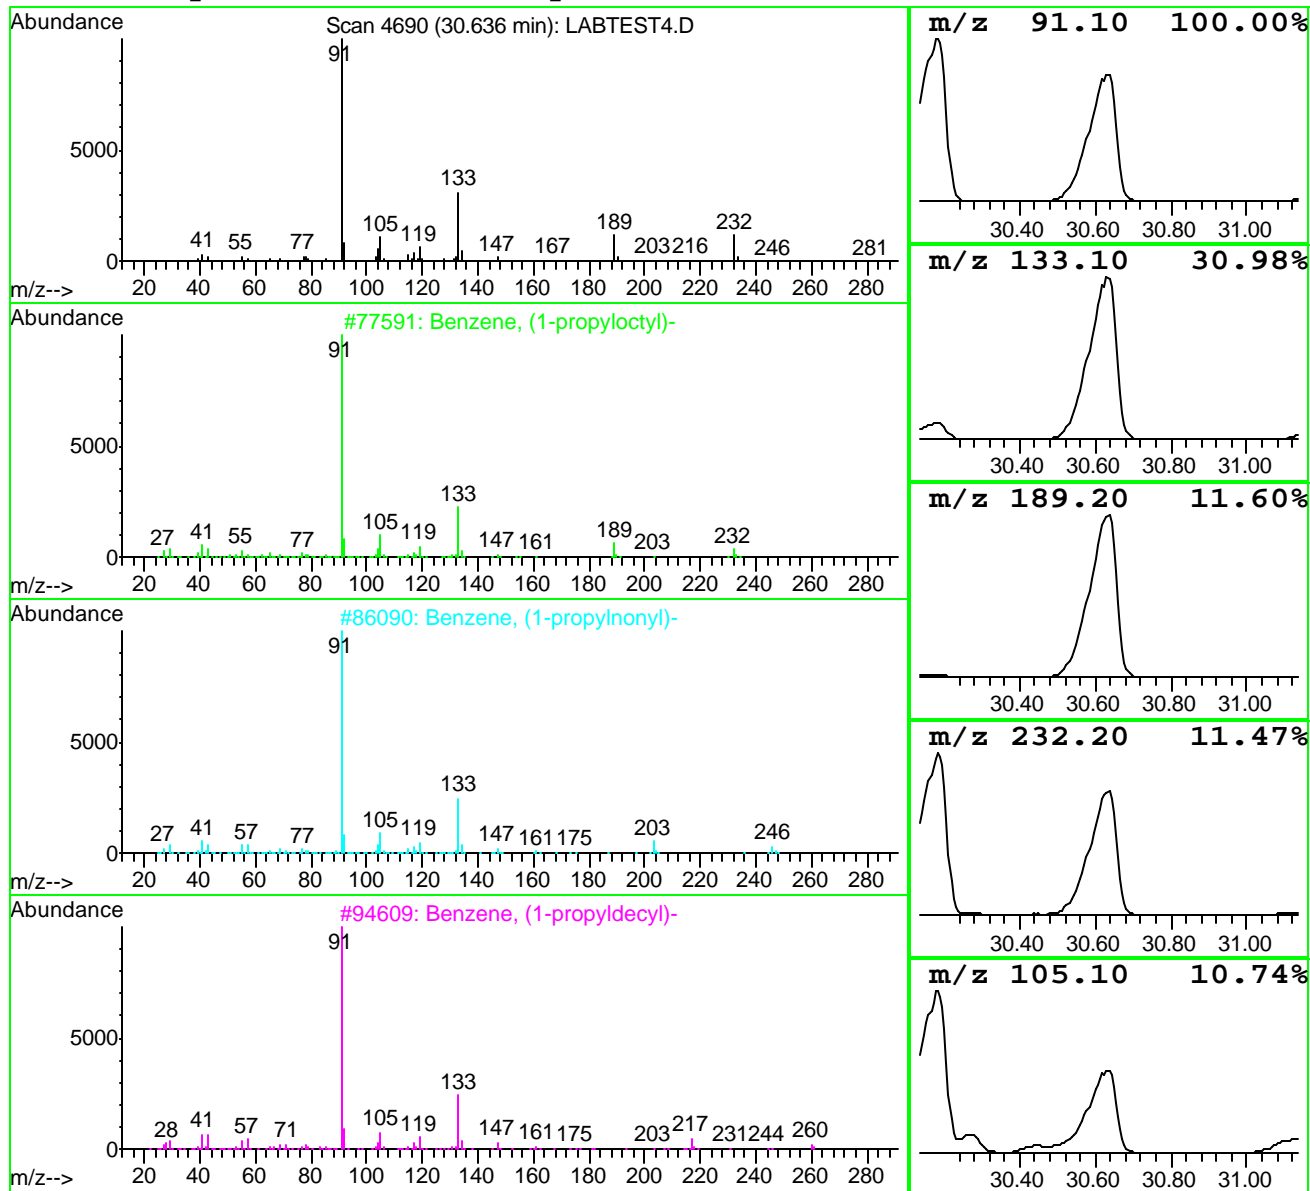 Abundance
Scan 4690 (30.636 min): LABTEST4.D
91
5000
133
105
119
41
55
77
147
167
189
203
216
232
246
281
0
m/z-->
20 40 60 80 100 120 140 160 180 200 220 240 260 280
Abundance
#77591: Benzene, (1-propyloctyl)-
91
5000
133
105
119
27
41
55
77
147
161
189
203
232
0
m/z-->
20 40 60 80 100 120 140 160 180 200 220 240 260 280
Abundance
#86090: Benzene, (1-propylnonyl)-
91
5000
133
105
119
27
41
57
77
147
161
175
203
246
0
m/z-->
20 40 60 80 100 120 140 160 180 200 220 240 260 280
Abundance
#94609: Benzene, (1-propyldecyl)-
91
5000
133
105
119
28
41
57
71
147
161
175
203
217
231
244
260
0
m/z-->
20 40 60 80 100 120 140 160 180 200 220 240 260 280
m/z 91.10 100.00%
30.40 30.60 30.80 31.00
m/z 133.10 30.98%
30.40 30.60 30.80 31.00
m/z 189.20 11.60%
30.40 30.60 30.80 31.00
m/z 232.20 11.47%
30.40 30.60 30.80 31.00
m/z 105.10 10.74%
30.40 30.60 30.80 31.00